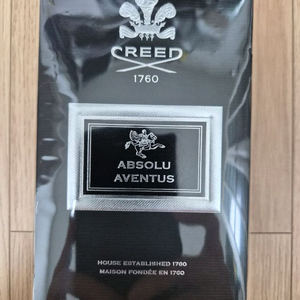 CREED
1760
ABSOLU
AVENTUS
HOUSE ESTABLISHED 1760
MAISON FONDÉE EN 1760